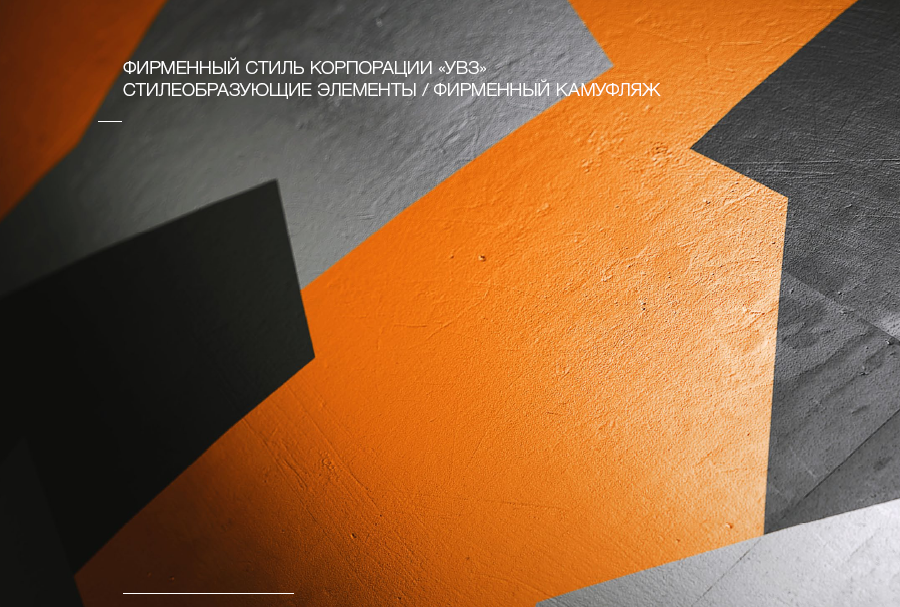 ФИРМЕННЫЙ СТИЛЬ КОРПОРАЦИИ «УВЗ»
СТИЛЕОБРАЗУЮЩИЕ ЭЛЕМЕНТЫ / ФИРМЕННЫЙ КАМУФЛЯЖ